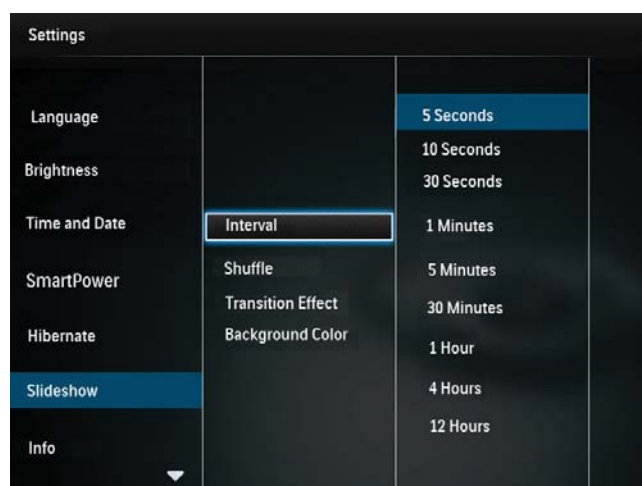 Settings
Language
Brightness
Time and Date
SmartPower
Hibernate
Slideshow
Info
Interval
Shuffle
Transition Effect
Background Color
5 Seconds
10 Seconds
30 Seconds
1 Minutes
5 Minutes
30 Minutes
1 Hour
4 Hours
12 Hours